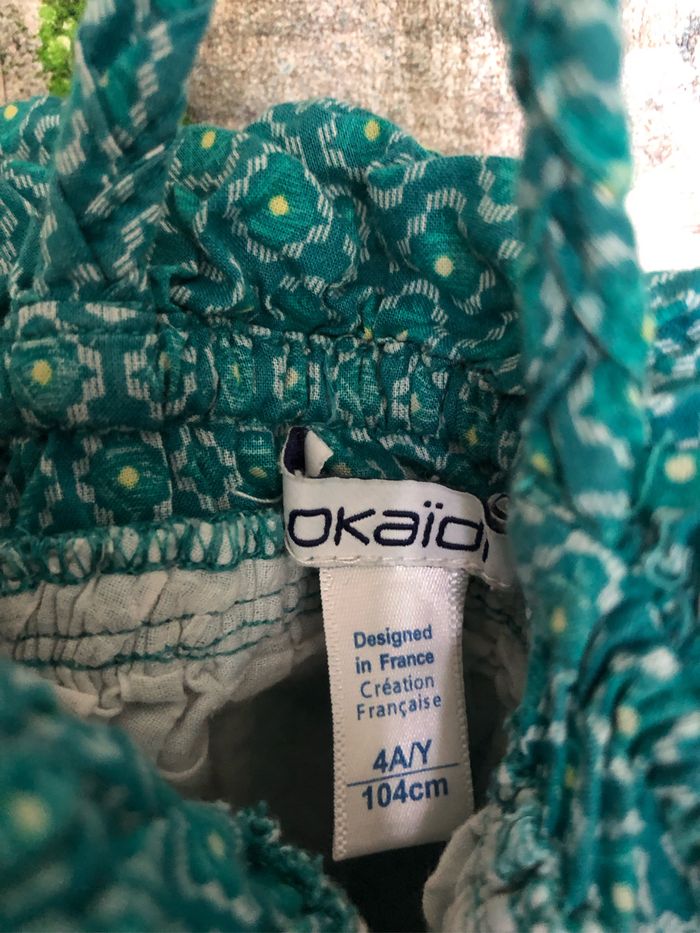 okaïdi
Designed
in France
Création
Française
4A/Y
104cm